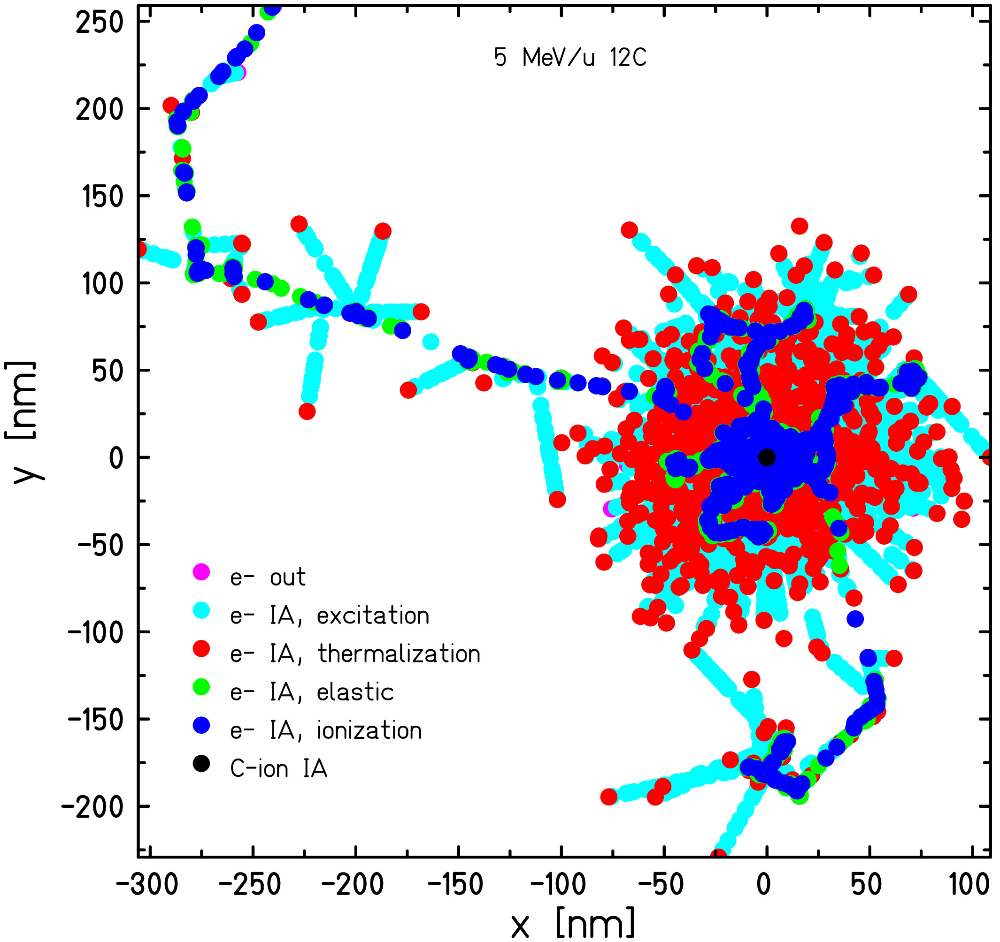 5 MeV/u 12C
250
200
150
100
50
0
-50
-100
-150
-200
y [nm]
e- out
e- IA, excitation
e- IA, thermalization
e- IA, elastic
e- IA, ionization
C-ion IA
-300 -250 -200 -150 -100 -50 0 50 100
x [nm]